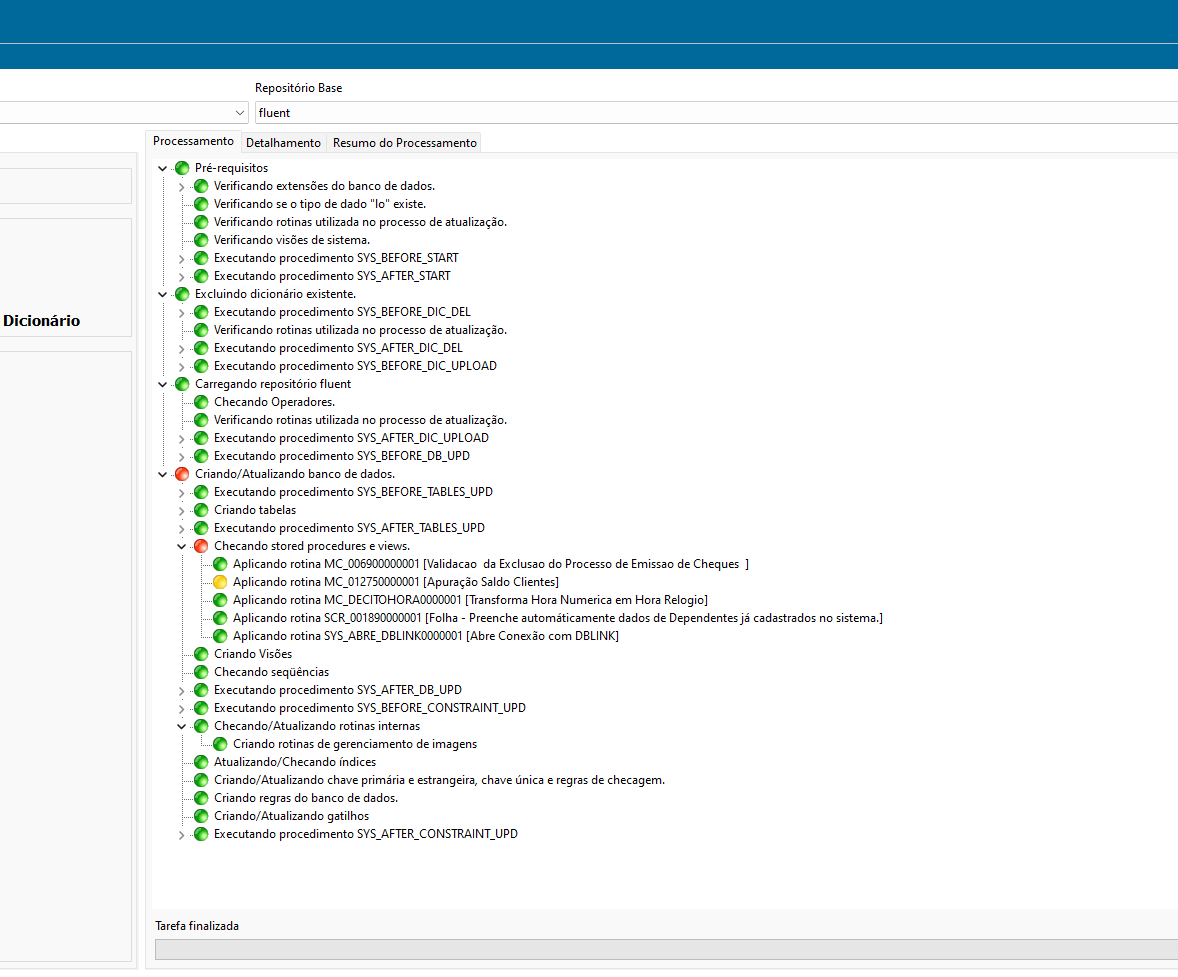 Repositório Base
fluent
Processamento Detalhamento Resumo do Processamento
Pré-requisitos
Verificando extensões do banco de dados.
Verificando se o tipo de dado "lo" existe.
Verificando rotinas utilizada no processo de atualização.
Verificando visões de sistema.
Executando procedimento SYS_BEFORE_START
Executando procedimento SYS_AFTER_START
Excluindo dicionário existente.
Executando procedimento SYS_BEFORE_DIC_DEL
Verificando rotinas utilizada no processo de atualização.
Executando procedimento SYS_AFTER_DIC_DEL
Executando procedimento SYS_BEFORE_DIC_UPLOAD
Carregando repositório fluent
Checando Operadores.
Verificando rotinas utilizada no processo de atualização.
Executando procedimento SYS_AFTER_DIC_UPLOAD
Executando procedimento SYS_BEFORE_DB_UPD
Criando/Atualizando banco de dados.
Executando procedimento SYS_BEFORE_TABLES_UPD
Criando tabelas
Executando procedimento SYS_AFTER_TABLES_UPD
Checando stored procedures e views.
Aplicando rotina MC_006900000001 [Validacao  da Exclusao do Processo de Emissao de Cheques  ]
Aplicando rotina MC_012750000001 [Apuração Saldo Clientes]
Aplicando rotina MC_DECITOHORA0000001 [Transforma Hora Numerica em Hora Relogio]
Aplicando rotina SCR_001890000001 [Folha - Preenche automáticamente dados de Dependentes já cadastrados no sistema.]
Aplicando rotina SYS_ABRE_DBLINK0000001 [Abre Conexão com DBLINK]
Criando Visões
Checando seqüências
Executando procedimento SYS_AFTER_DB_UPD
Executando procedimento SYS_BEFORE_CONSTRAINT_UPD
Checando/Atualizando rotinas internas
Criando rotinas de gerenciamento de imagens
Atualizando/Checando índices
Criando/Atualizando chave primária e estrangeira, chave única e regras de checagem.
Criando regras do banco de dados.
Criando/Atualizando gatilhos
Executando procedimento SYS_AFTER_CONSTRAINT_UPD
Dicionário
Tarefa finalizada